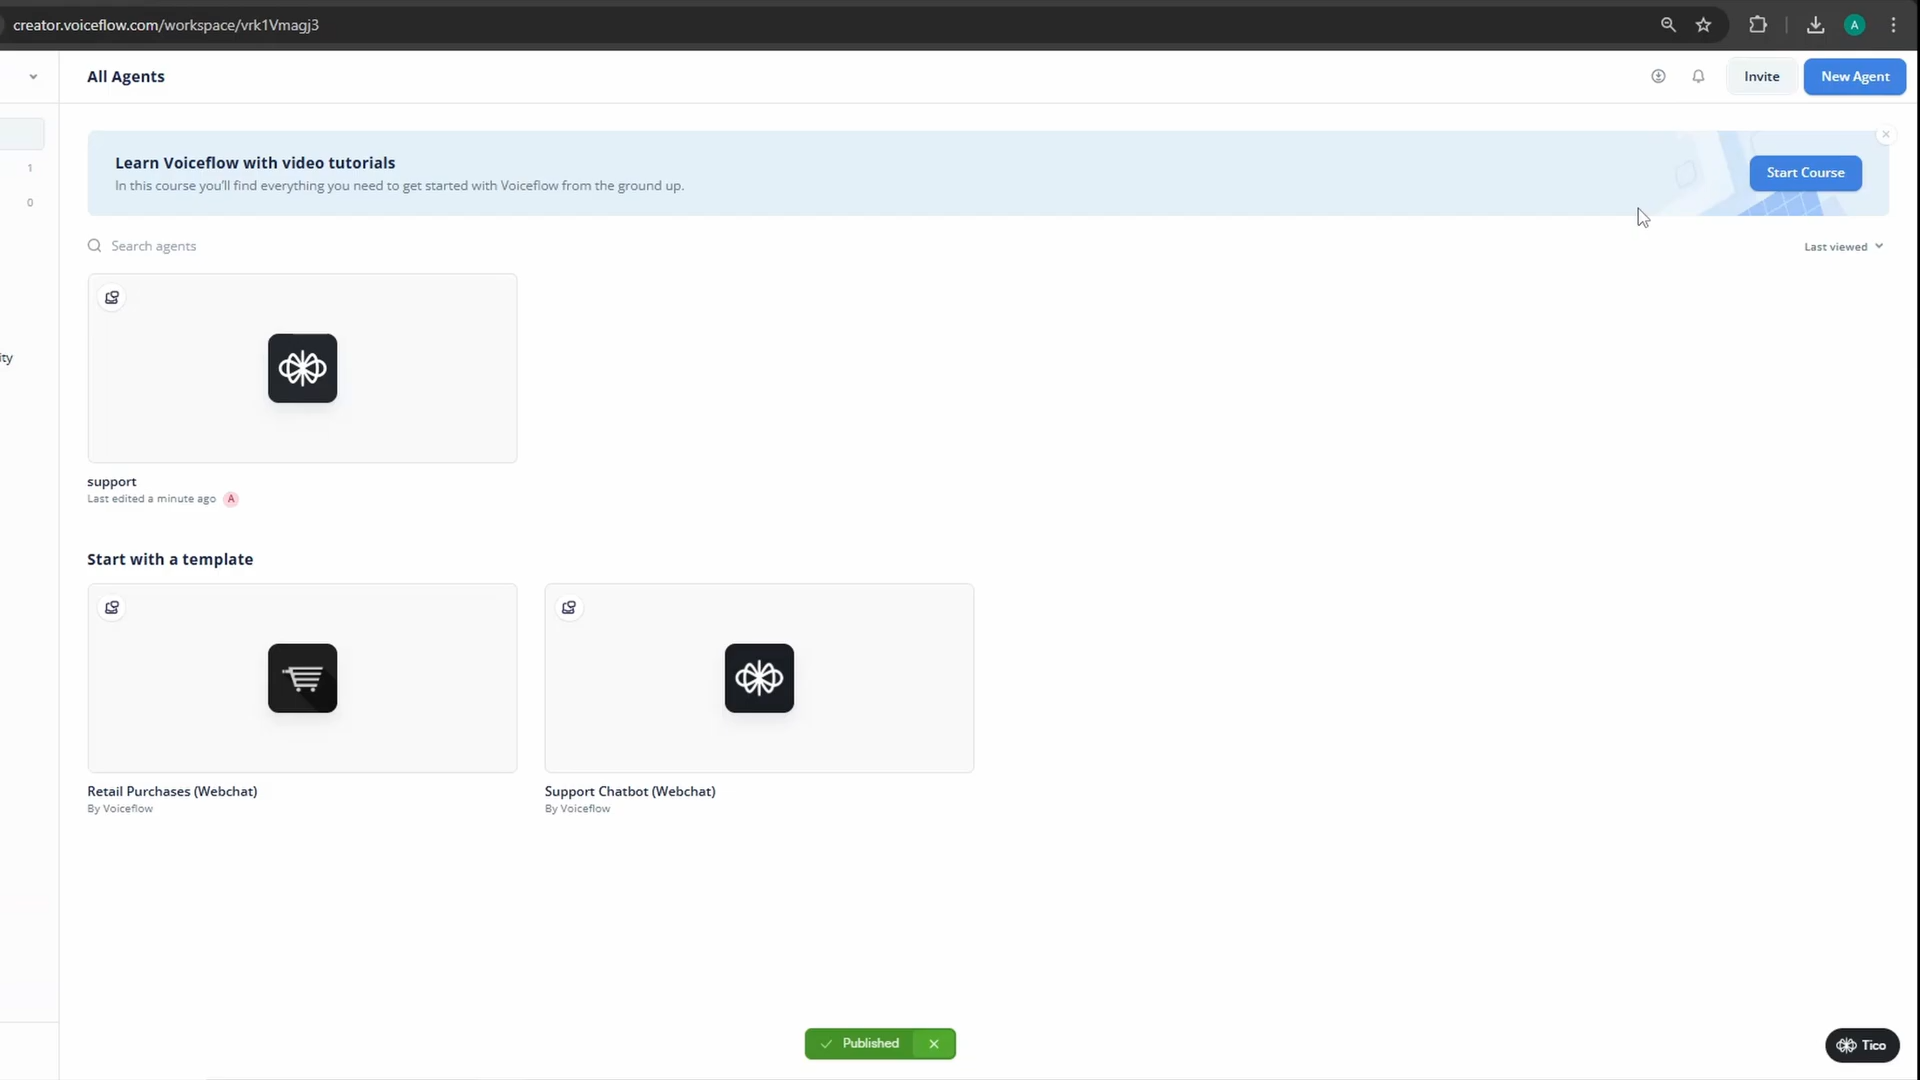 creator.voiceflow.com/workspace/vrk1Vmagj3
A
All Agents
Invite
New Agent
1
0
ity
Learn Voiceflow with video tutorials
In this course you'll find everything you need to get started with Voiceflow from the ground up.
Start Course
Search agents
Last viewed
support
Last edited a minute ago A
Start with a template
Retail Purchases (Webchat)
By Voiceflow
Support Chatbot (Webchat)
By Voiceflow
Published
Tico